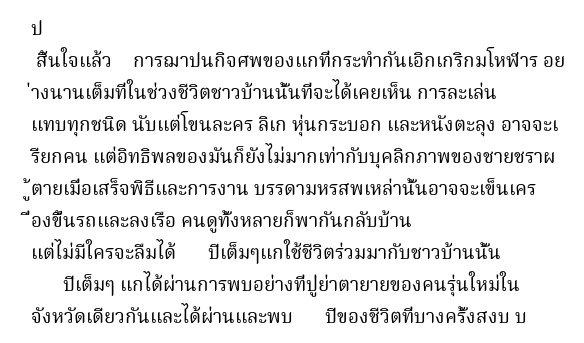 ป
สิ้นใจแล้ว การฌาปนกิจศพของแกที่กระทำกันเอิกเกริกมโหฬาร อย
่างนานเต็มทีในช่วงชีวิตชาวบ้านนั้นที่จะได้เคยเห็น การละเล่น
แทบทุกชนิด นับแต่โขนละคร ลิเก หุ่นกระบอก และหนังตะลุง อาจจะเ
รียกคน แต่อิทธิพลของมันก็ยังไม่มากเท่ากับบุคลิกภาพของชายชราผ
ู้ตายเมื่อเสร็จพิธีและการงาน บรรดามหรสพเหล่านั้นอาจจะเข็นเคร
ื่องขึ้นรถและลงเรือ คนดูทั้งหลายก็พากันกลับบ้าน
แต่ไม่มีใครจะลืมได้ ปีเต็มๆแกใช้ชีวิตร่วมมากับชาวบ้านนั้น
ปีเต็มๆ แกได้ผ่านการพบอย่างที่ปู่ย่าตายายของคนรุ่นใหม่ใน
จังหวัดเดียวกันและได้ผ่านและพบ ปีของชีวิตที่บางครั้งสงบ บ